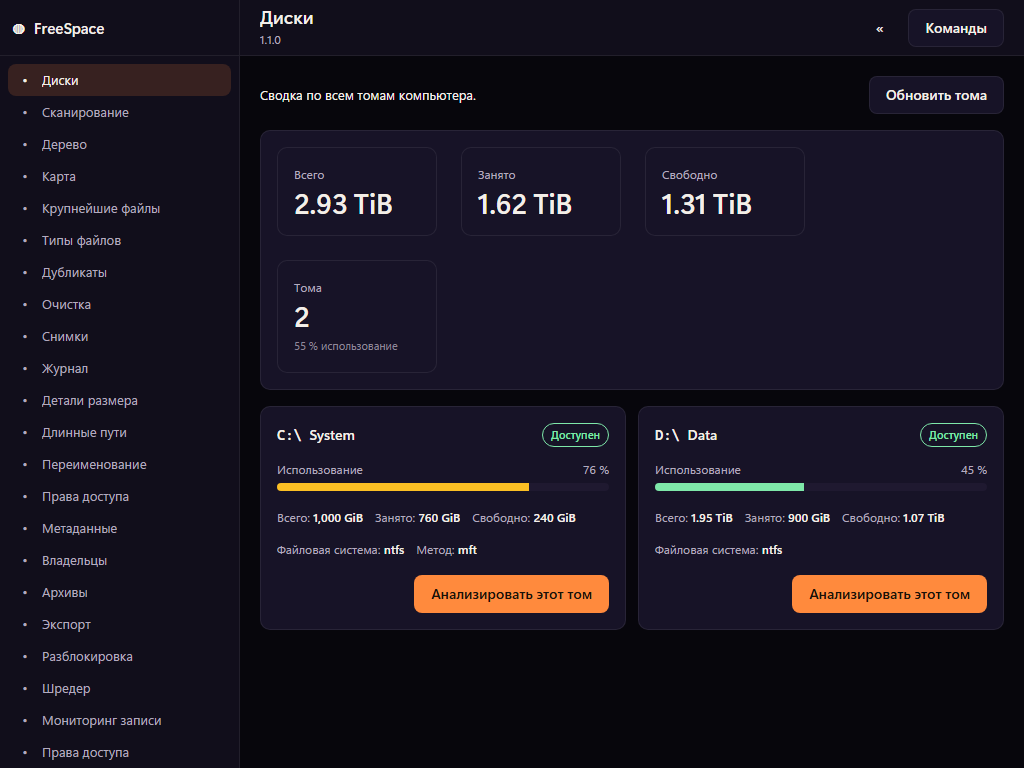 FreeSpace
Диски
Сканирование
Дерево
Карта
Крупнейшие файлы
Типы файлов
Дубликаты
Очистка
Снимки
Журнал
Детали размера
Длинные пути
Переименование
Права доступа
Метаданные
Владельцы
Архивы
Экспорт
Разблокировка
Шредер
Мониторинг записи
Права доступа
Диски
1.1.0
«
Команды
Сводка по всем томам компьютера.
Обновить тома
Всего
2.93 TiB
Занято
1.62 TiB
Свободно
1.31 TiB
Тома
2
55 % использование
C:\ System
Доступен
Использование 76 %
Всего: 1,000 GiB Занято: 760 GiB Свободно: 240 GiB
Файловая система: ntfs Метод: mft
Анализировать этот том
D:\ Data
Доступен
Использование 45 %
Всего: 1.95 TiB Занято: 900 GiB Свободно: 1.07 TiB
Файловая система: ntfs
Анализировать этот том